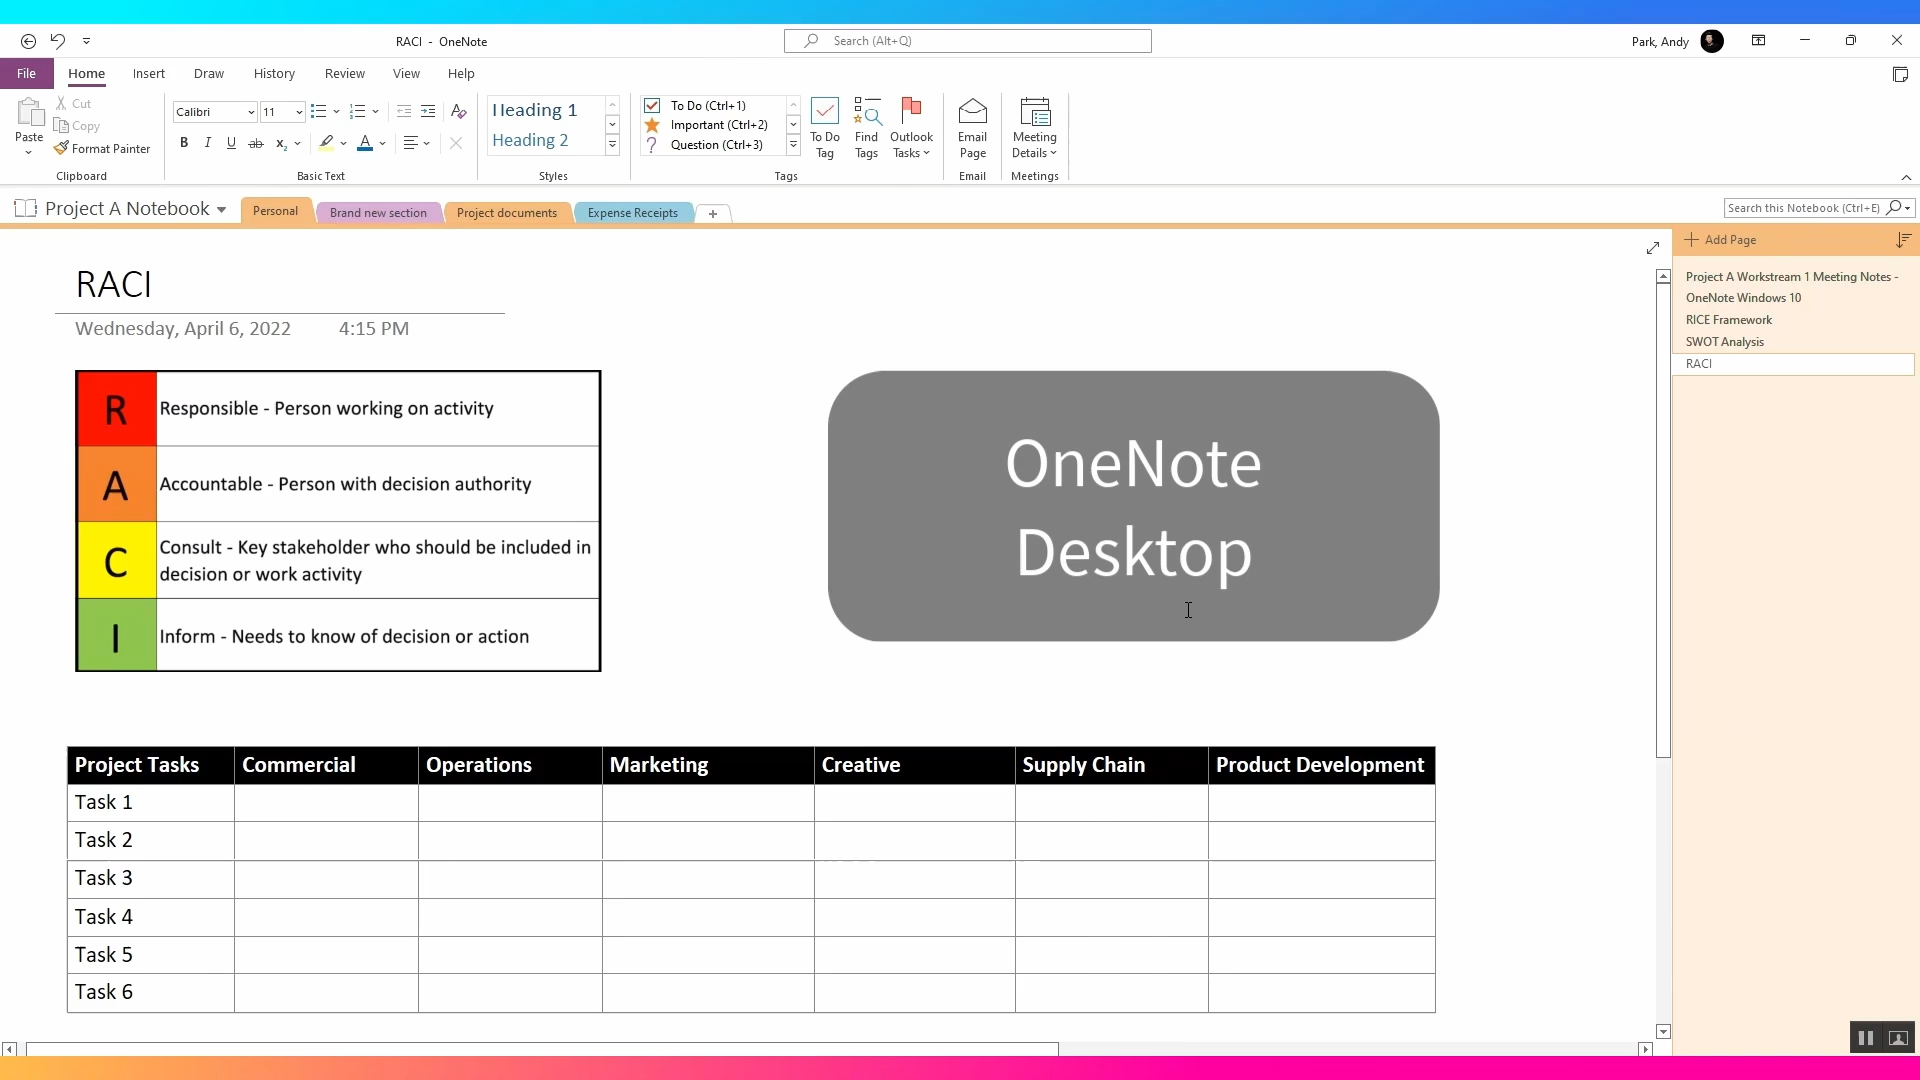 RACI - OneNote
Search (Alt+Q)
Park, Andy
File Home Insert Draw History Review View Help
Paste
Cut
Copy
Format Painter
Clipboard
Calibri 11
B I U ab x₂ A
Basic Text
Heading 1
Heading 2
Styles
To Do (Ctrl+1)
Important (Ctrl+2)
Question (Ctrl+3)
To Do
Tag
Find
Tags
Outlook
Tasks
Tags
Email
Page
Email
Meeting
Details
Meetings
Project A Notebook
Personal
Brand new section
Project documents
Expense Receipts
Search this Notebook (Ctrl+E)
RACI
Wednesday, April 6, 2022 4:15 PM
R Responsible - Person working on activity
A Accountable - Person with decision authority
C Consult - Key stakeholder who should be included in
decision or work activity
I Inform - Needs to know of decision or action
OneNote
Desktop
Project Tasks Commercial Operations Marketing Creative Supply Chain Product Development
Task 1
Task 2
Task 3
Task 4
Task 5
Task 6
Add Page
Project A Workstream 1 Meeting Notes -
OneNote Windows 10
RICE Framework
SWOT Analysis
RACI